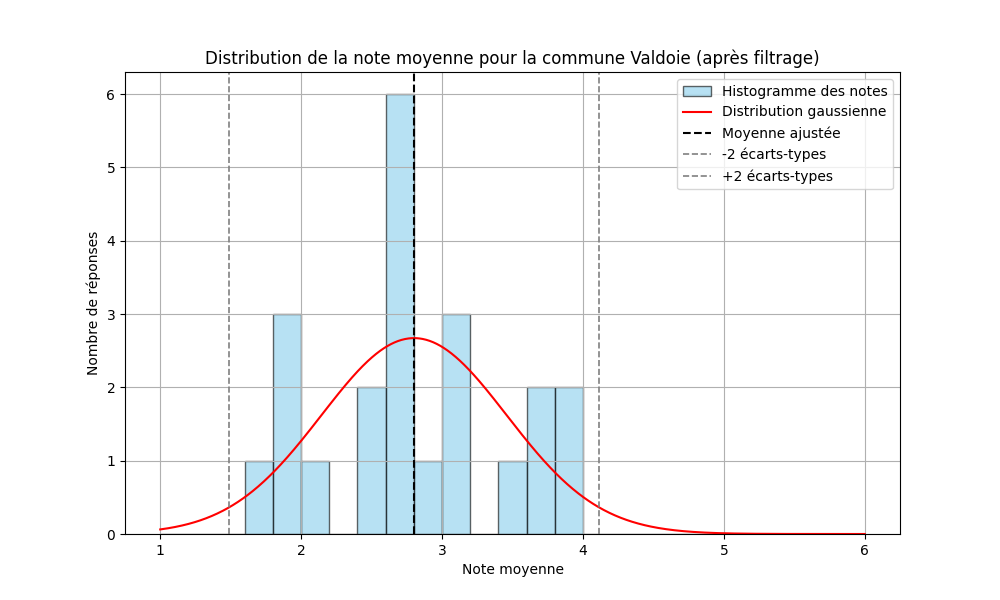 Distribution de la note moyenne pour la commune Valdoie (après filtrage)
Histogramme des notes
Distribution gaussienne
Moyenne ajustée
-2 écarts-types
+2 écarts-types
Nombre de réponses
6
5
4
3
2
1
0
1 2 3 4 5 6
Note moyenne